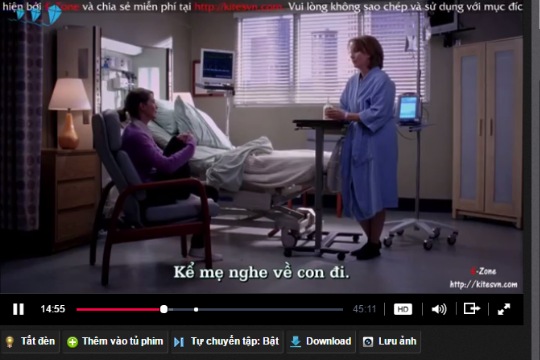 hiện bởi K-Zone và chia sẻ miễn phí tại http://kitesvn.com. Vui lòng không sao chép và sử dụng với mục đíc
Kể mẹ nghe về con đi.
K-Zone
http://kitesvn.com
14:55
45:11
HD
Tắt đèn
Thêm vào tủ phim
Tự chuyển tập: Bật
Download
Lưu ảnh